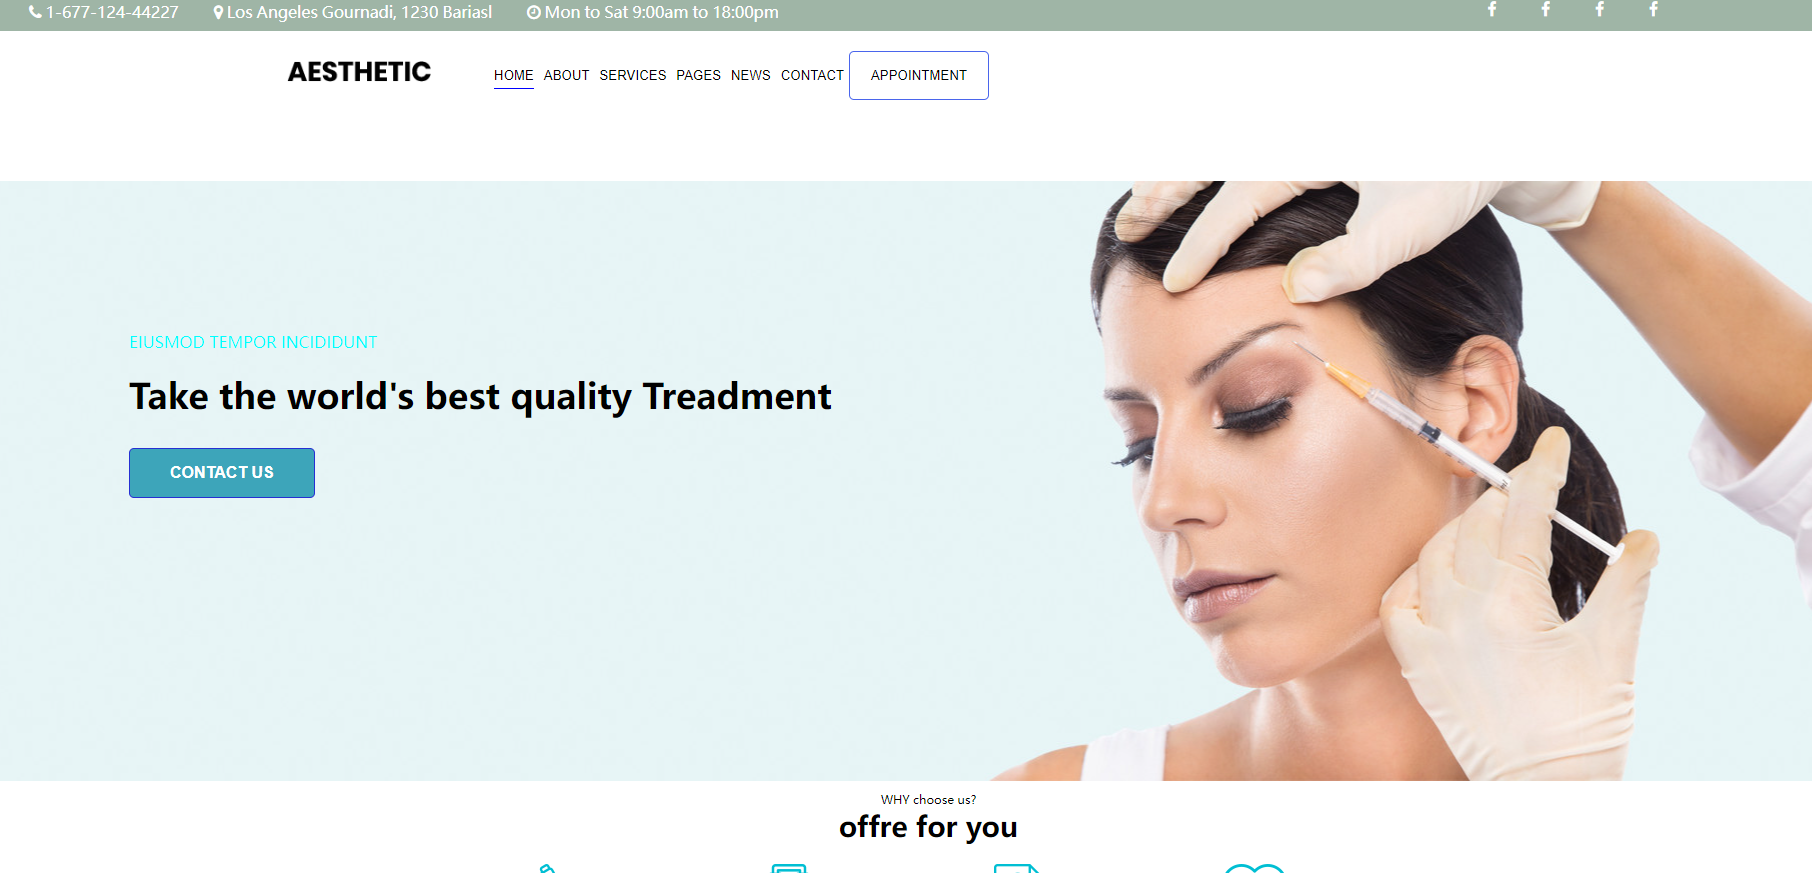 1-677-124-44227 Los Angeles Gournadi, 1230 Bariasl Mon to Sat 9:00am to 18:00pm
AESTHETIC HOME ABOUT SERVICES PAGES NEWS CONTACT APPOINTMENT
EIUSMOD TEMPOR INCIDIDUNT
Take the world's best quality Treadment
CONTACT US
WHY choose us?
offre for you